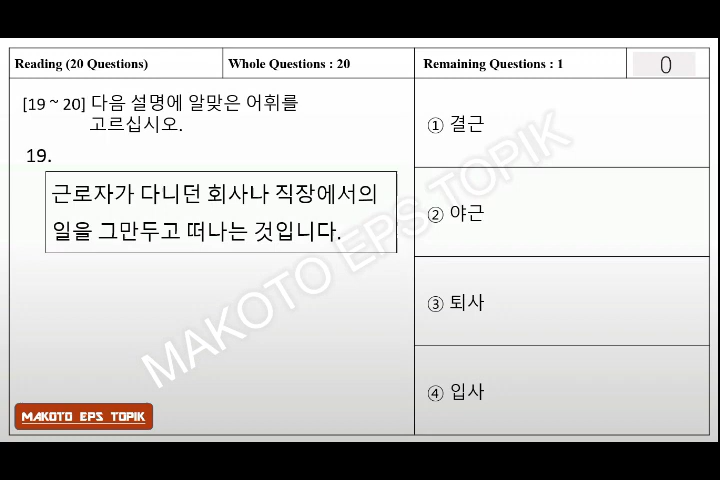 Reading (20 Questions)
Whole Questions : 20
Remaining Questions : 1
0
[19 ~ 20] 다음 설명에 알맞은 어휘를
고르십시오.
19.
근로자가 다니던 회사나 직장에서의
일을 그만두고 떠나는 것입니다.
① 결근
② 야근
③ 퇴사
④ 입사
MAKOTO EPS TOPIK
MAKOTO EPS TOPIK